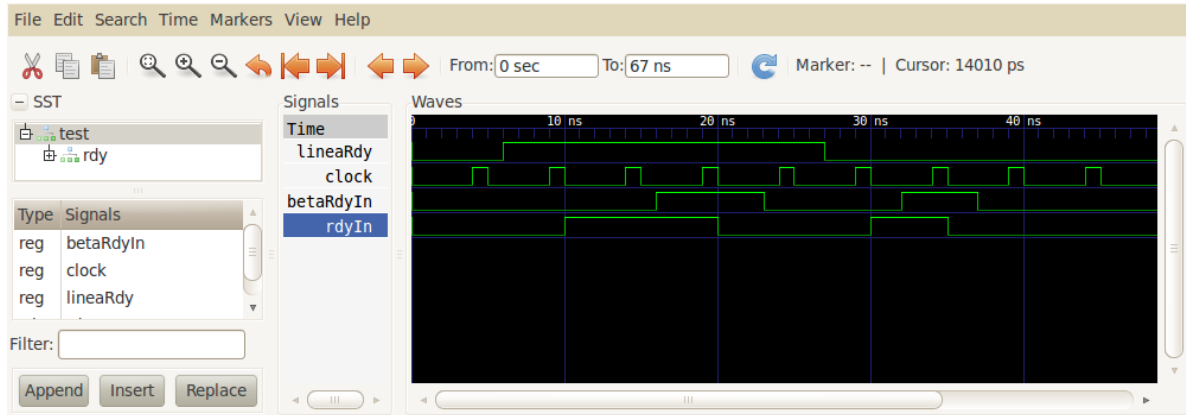 File Edit Search Time Markers View Help
From: 0 sec To: 67 ns Marker: -- | Cursor: 14010 ps
SST
test
rdy
Type Signals
reg betaRdyIn
reg clock
reg lineaRdy
Filter:
Append Insert Replace
Signals
Time
lineaRdy
clock
betaRdyIn
rdyIn
Waves
0 10 ns 20 ns 30 ns 40 ns